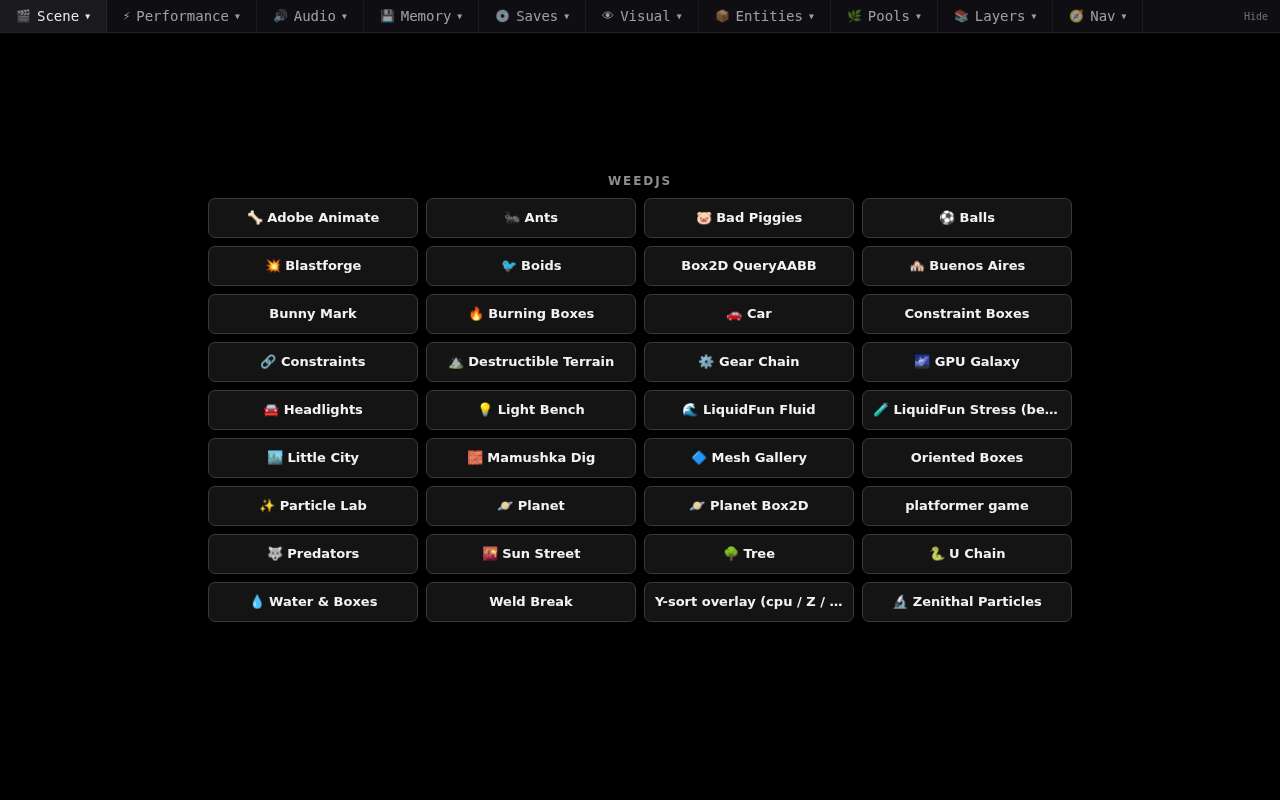 Scene ▾ Performance ▾ Audio ▾ Memory ▾ Saves ▾ Visual ▾ Entities ▾ Pools ▾ Layers ▾ Nav ▾ Hide
WEEDJS
Adobe Animate Ants Bad Piggies Balls
Blastforge Boids Box2D QueryAABB Buenos Aires
Bunny Mark Burning Boxes Car Constraint Boxes
Constraints Destructible Terrain Gear Chain GPU Galaxy
Headlights Light Bench LiquidFun Fluid LiquidFun Stress (be...
Little City Mamushka Dig Mesh Gallery Oriented Boxes
Particle Lab Planet Planet Box2D platformer game
Predators Sun Street Tree U Chain
Water & Boxes Weld Break Y-sort overlay (cpu / Z / ... Zenithal Particles